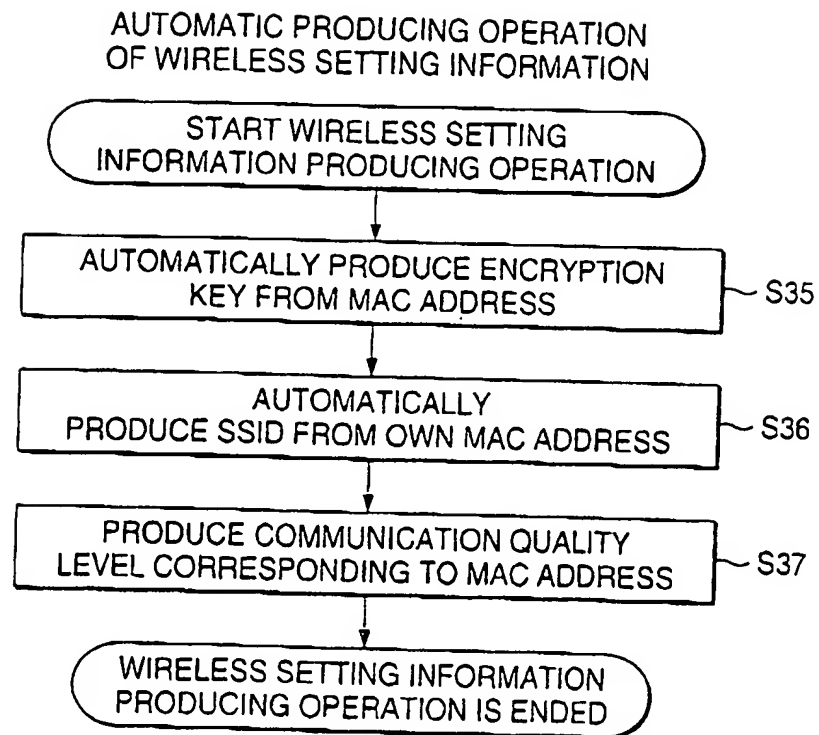 AUTOMATIC PRODUCING OPERATION
OF WIRELESS SETTING INFORMATION
START WIRELESS SETTING
INFORMATION PRODUCING OPERATION
AUTOMATICALLY PRODUCE ENCRYPTION
KEY FROM MAC ADDRESS
S35
AUTOMATICALLY
PRODUCE SSID FROM OWN MAC ADDRESS
S36
PRODUCE COMMUNICATION QUALITY
LEVEL CORRESPONDING TO MAC ADDRESS
S37
WIRELESS SETTING INFORMATION
PRODUCING OPERATION IS ENDED